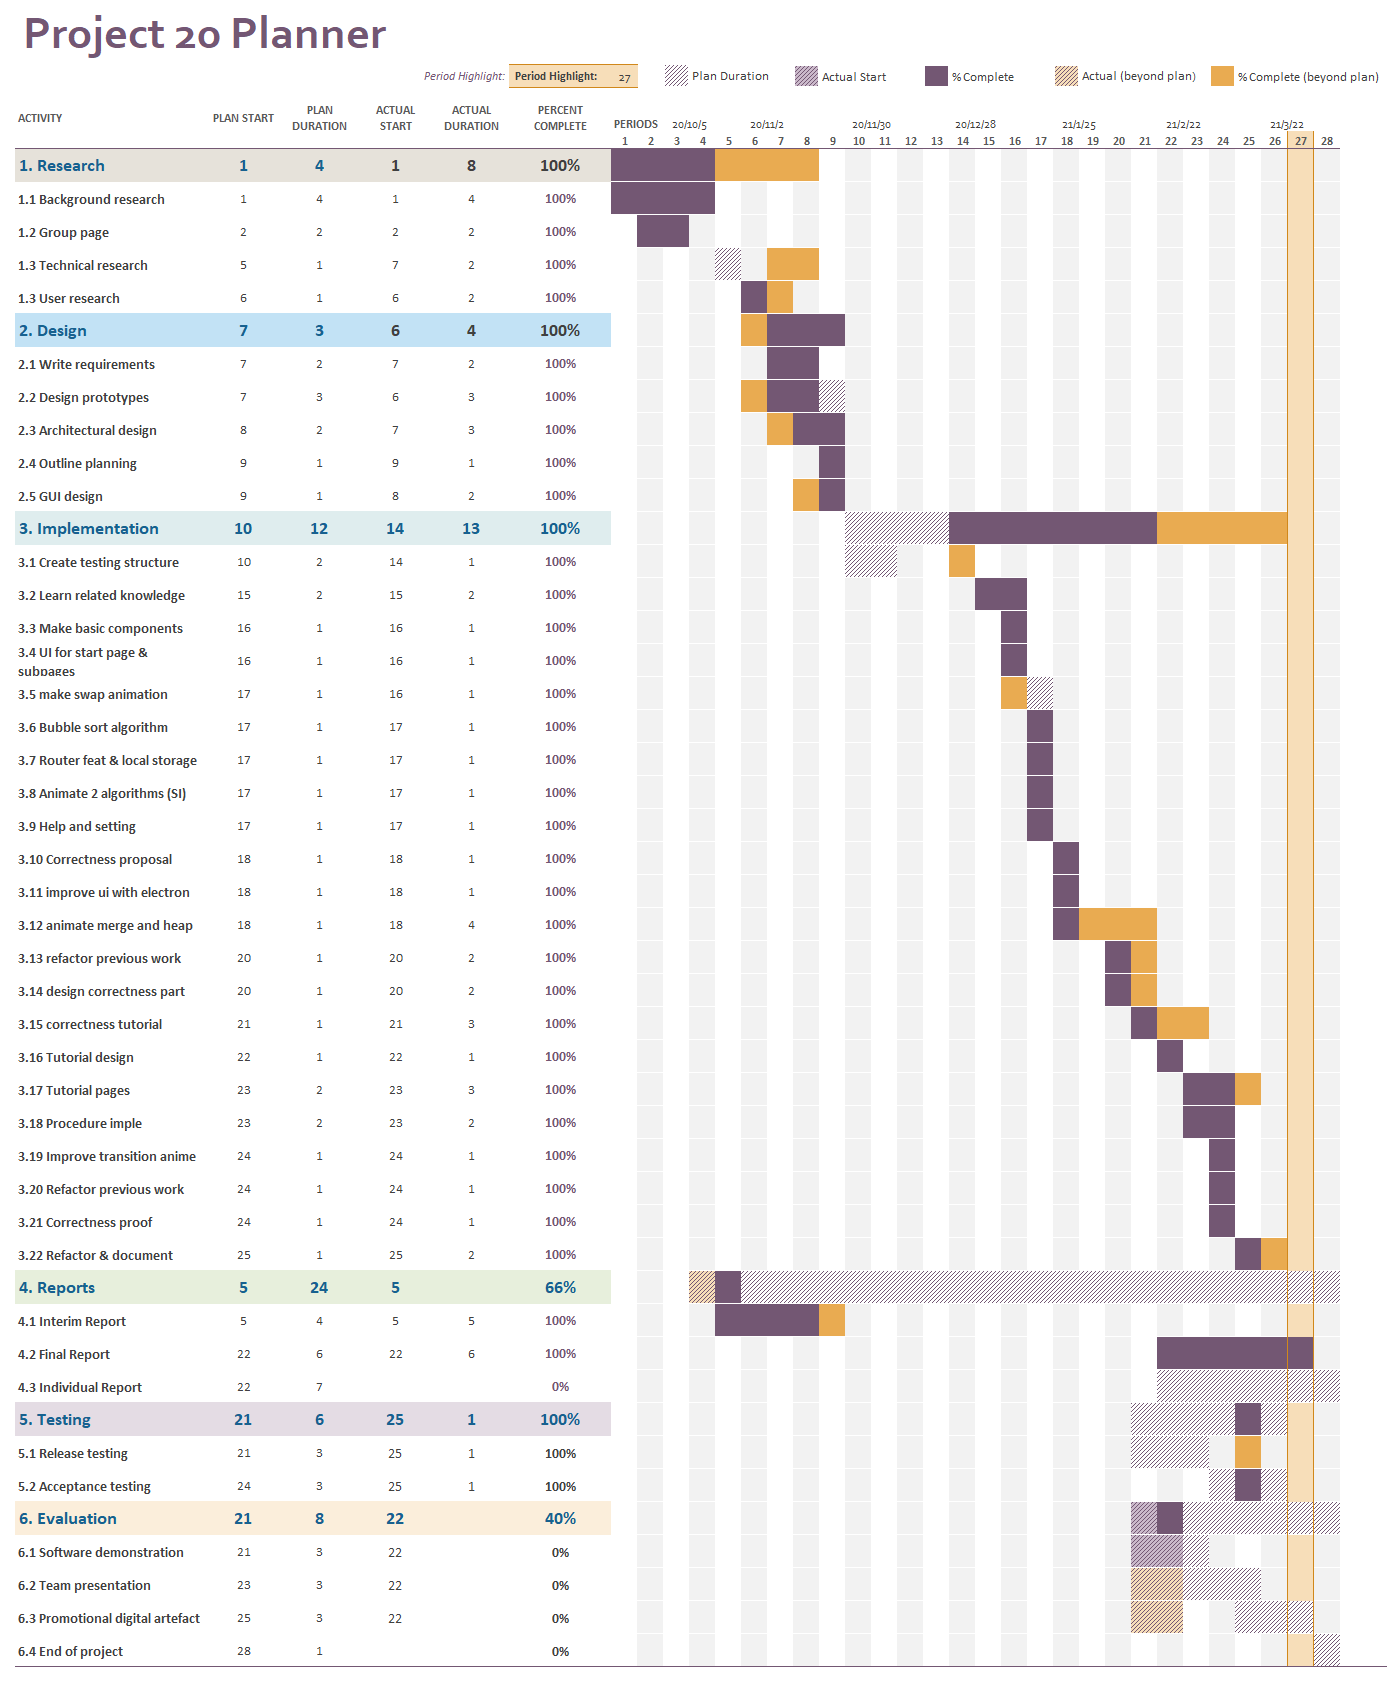 Project 20 Planner
Period Highlight: Period Highlight: 27 Plan Duration Actual Start % Complete Actual (beyond plan) % Complete (beyond plan)
ACTIVITY PLAN START PLAN DURATION ACTUAL START ACTUAL DURATION PERCENT COMPLETE PERIODS 20/10/5 20/11/2 20/11/30 20/12/28 21/1/25 21/2/22 21/3/22
1 2 3 4 5 6 7 8 9 10 11 12 13 14 15 16 17 18 19 20 21 22 23 24 25 26 27 28
1. Research 1 4 1 8 100%
1.1 Background research 1 4 1 4 100%
1.2 Group page 2 2 2 2 100%
1.3 Technical research 5 1 7 2 100%
1.3 User research 6 1 6 2 100%
2. Design 7 3 6 4 100%
2.1 Write requirements 7 2 7 2 100%
2.2 Design prototypes 7 3 6 3 100%
2.3 Architectural design 8 2 7 3 100%
2.4 Outline planning 9 1 9 1 100%
2.5 GUI design 9 1 8 2 100%
3. Implementation 10 12 14 13 100%
3.1 Create testing structure 10 2 14 1 100%
3.2 Learn related knowledge 15 2 15 2 100%
3.3 Make basic components 16 1 16 1 100%
3.4 UI for start page &
subpages 16 1 16 1 100%
3.5 make swap animation 17 1 16 1 100%
3.6 Bubble sort algorithm 17 1 17 1 100%
3.7 Router feat & local storage 17 1 17 1 100%
3.8 Animate 2 algorithms (SI) 17 1 17 1 100%
3.9 Help and setting 17 1 17 1 100%
3.10 Correctness proposal 18 1 18 1 100%
3.11 improve ui with electron 18 1 18 1 100%
3.12 animate merge and heap 18 1 18 4 100%
3.13 refactor previous work 20 1 20 2 100%
3.14 design correctness part 20 1 20 2 100%
3.15 correctness tutorial 21 1 21 3 100%
3.16 Tutorial design 22 1 22 1 100%
3.17 Tutorial pages 23 2 23 3 100%
3.18 Procedure imple 23 2 23 2 100%
3.19 Improve transition anime 24 1 24 1 100%
3.20 Refactor previous work 24 1 24 1 100%
3.21 Correctness proof 24 1 24 1 100%
3.22 Refactor & document 25 1 25 2 100%
4. Reports 5 24 5 66%
4.1 Interim Report 5 4 5 5 100%
4.2 Final Report 22 6 22 6 100%
4.3 Individual Report 22 7 0%
5. Testing 21 6 25 1 100%
5.1 Release testing 21 3 25 1 100%
5.2 Acceptance testing 24 3 25 1 100%
6. Evaluation 21 8 22 40%
6.1 Software demonstration 21 3 22 0%
6.2 Team presentation 23 3 22 0%
6.3 Promotional digital artefact 25 3 22 0%
6.4 End of project 28 1 0%